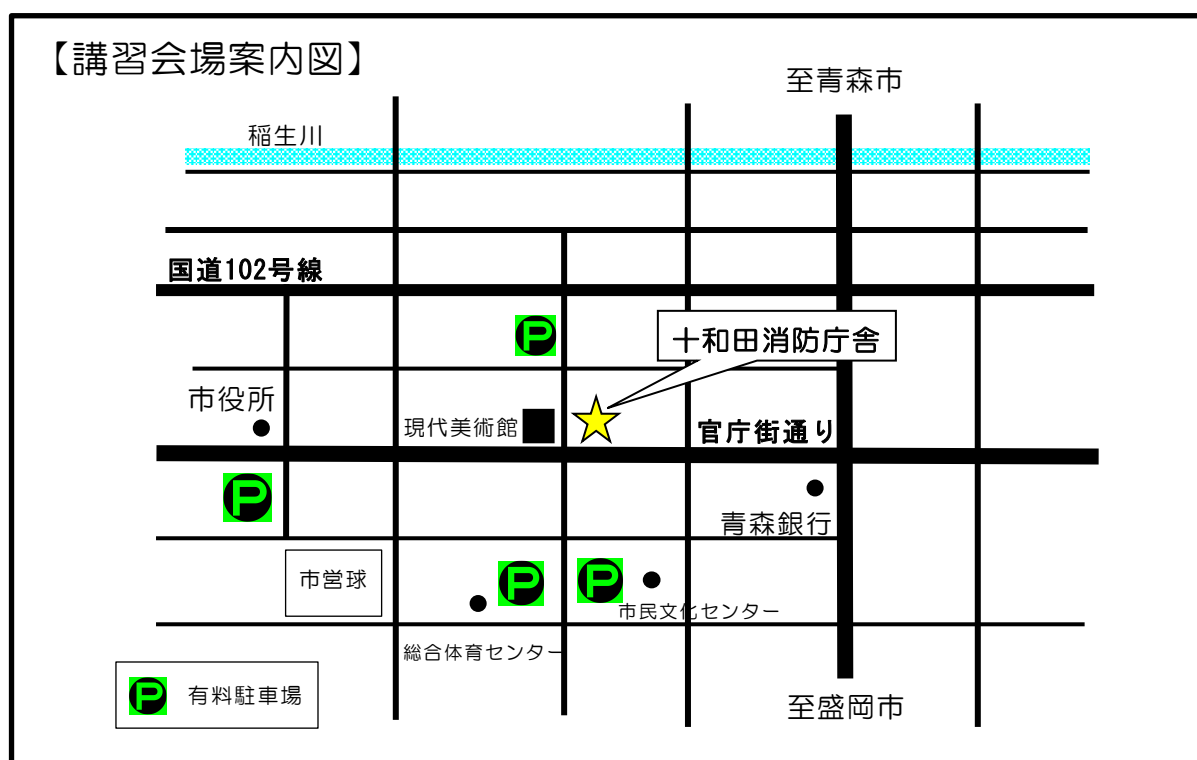 【講習会場案内図】
至青森市
稲生川
国道102号線
P
十和田消防庁舎
市役所
現代美術館
官庁街通り
P
青森銀行
市営球
P
P
市民文化センター
総合体育センター
P 有料駐車場
至盛岡市